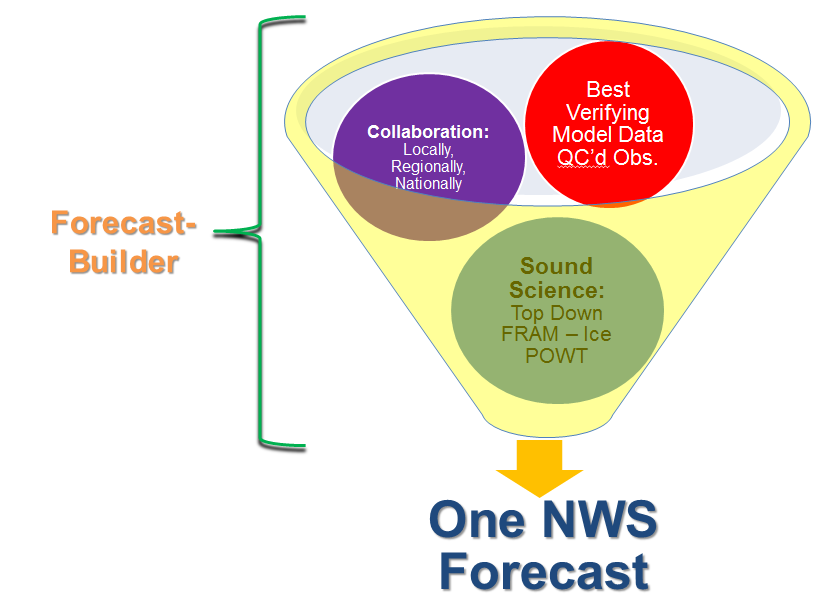 Forecast-
Builder
Collaboration:
Locally,
Regionally,
Nationally
Best
Verifying
Model Data
QC’d Obs.
Sound
Science:
Top Down
FRAM – Ice
POWT
One NWS
Forecast